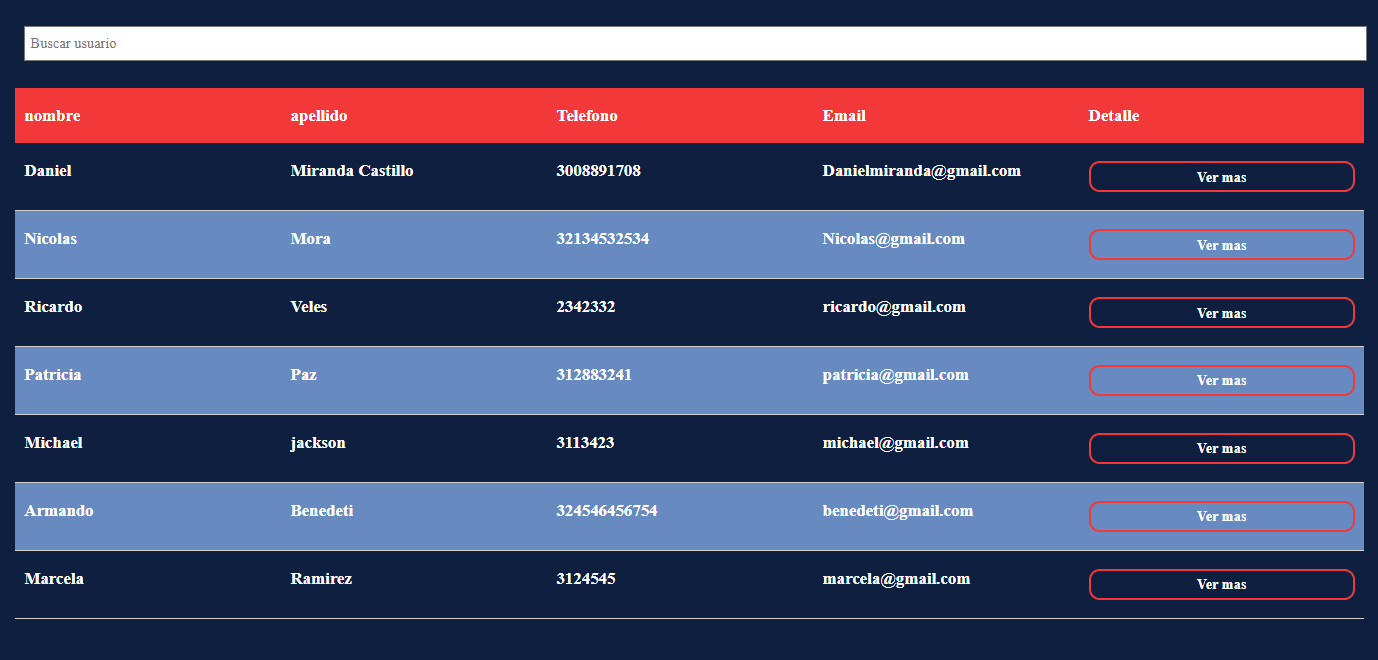 Buscar usuario
nombre apellido Telefono Email Detalle
Daniel Miranda Castillo 3008891708 Danielmiranda@gmail.com Ver mas
Nicolas Mora 32134532534 Nicolas@gmail.com Ver mas
Ricardo Veles 2342332 ricardo@gmail.com Ver mas
Patricia Paz 312883241 patricia@gmail.com Ver mas
Michael jackson 3113423 michael@gmail.com Ver mas
Armando Benedeti 324546456754 benedeti@gmail.com Ver mas
Marcela Ramirez 3124545 marcela@gmail.com Ver mas